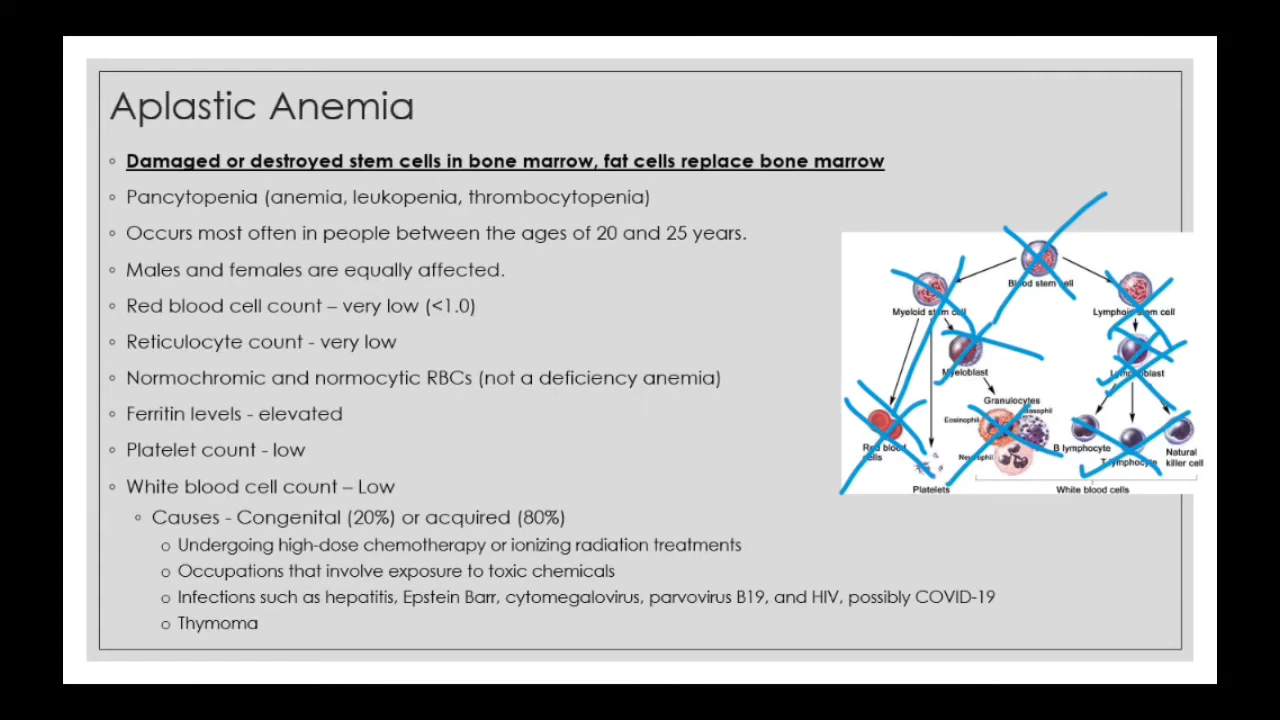 Aplastic Anemia
◦ Damaged or destroyed stem cells in bone marrow, fat cells replace bone marrow
◦ Pancytopenia (anemia, leukopenia, thrombocytopenia)
◦ Occurs most often in people between the ages of 20 and 25 years.
◦ Males and females are equally affected.
◦ Red blood cell count – very low (<1.0)
◦ Reticulocyte count - very low
◦ Normochromic and normocytic RBCs (not a deficiency anemia)
◦ Ferritin levels - elevated
◦ Platelet count - low
◦ White blood cell count – Low
◦ Causes - Congenital (20%) or acquired (80%)
o Undergoing high-dose chemotherapy or ionizing radiation treatments
o Occupations that involve exposure to toxic chemicals
o Infections such as hepatitis, Epstein Barr, cytomegalovirus, parvovirus B19, and HIV, possibly COVID-19
o Thymoma
Blood stem cell
Myeloid stem cell
Lymphoid stem cell
Myeloblast
Lymphoblast
Granulocytes
Eosinophil
Basophil
Neutrophil
Red blood
cells
Platelets
B lymphocyte
T lymphocyte
Natural
killer cell
White blood cells